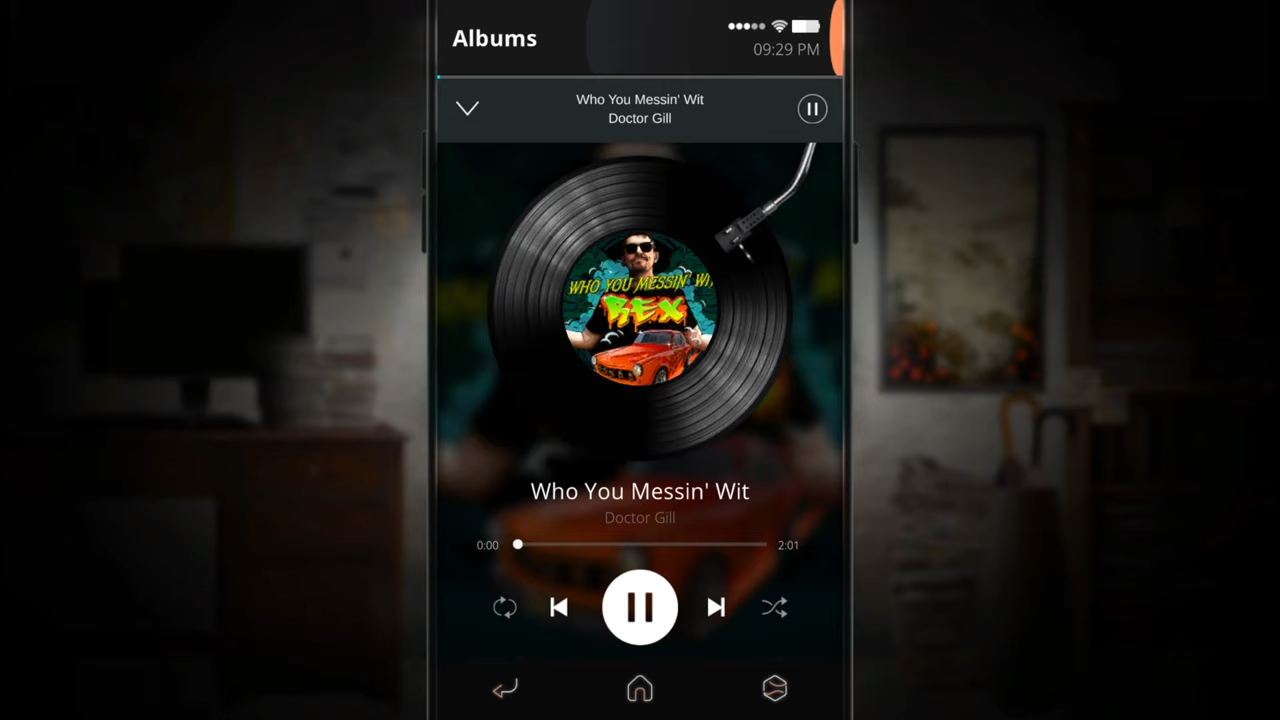 Albums
09:29 PM
Who You Messin' Wit
Doctor Gill
WHO YOU MESSIN' WI
REX
Who You Messin' Wit
Doctor Gill
0:00
2:01